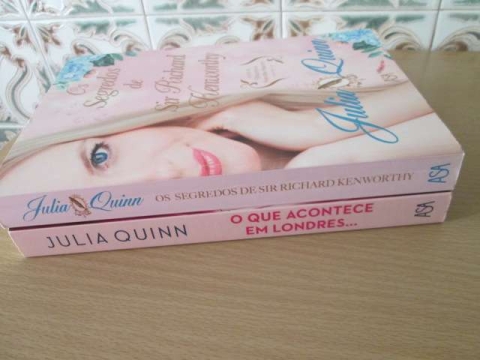 Os
Segredos
de
Sir Richard
Kenworthy
Julia Quinn
Julia Quinn OS SEGREDOS DE SIR RICHARD KENWORTHY ASA
JULIA QUINN O QUE ACONTECE
EM LONDRES... ASA